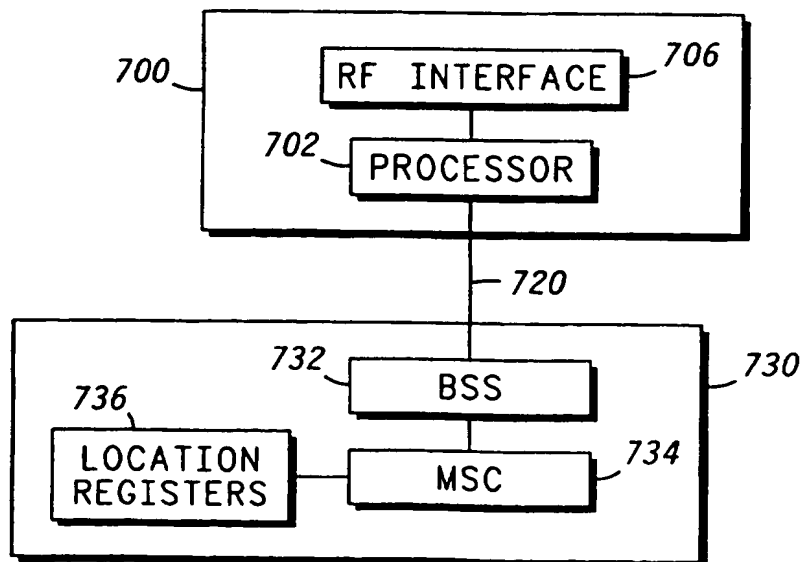 700
RF INTERFACE
706
702
PROCESSOR
720
732
BSS
730
736
LOCATION
REGISTERS
MSC
734